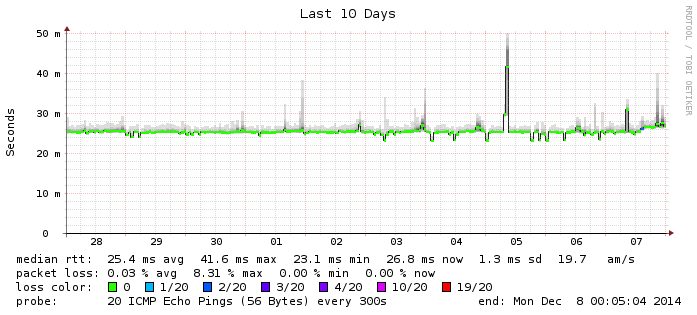 Last 10 Days
RRDTOOL / TOBI OETIKER
Seconds
50 m
40 m
30 m
20 m
10 m
0
28 29 30 01 02 03 04 05 06 07
median rtt: 25.4 ms avg 41.6 ms max 23.1 ms min 26.8 ms now 1.3 ms sd 19.7 am/s
packet loss: 0.03 % avg 8.31 % max 0.00 % min 0.00 % now
loss color: 0 1/20 2/20 3/20 4/20 10/20 19/20
probe: 20 ICMP Echo Pings (56 Bytes) every 300s end: Mon Dec 8 00:05:04 2014